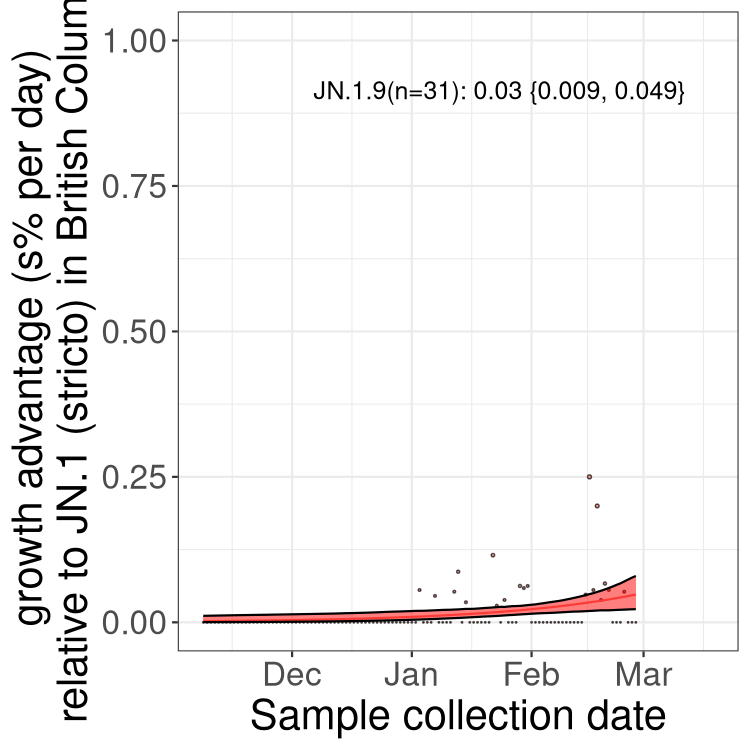 growth advantage (s% per day)
relative to JN.1 (stricto) in British Colum
1.00
0.75
0.50
0.25
0.00
JN.1.9(n=31): 0.03 {0.009, 0.049}
Dec Jan Feb Mar
Sample collection date